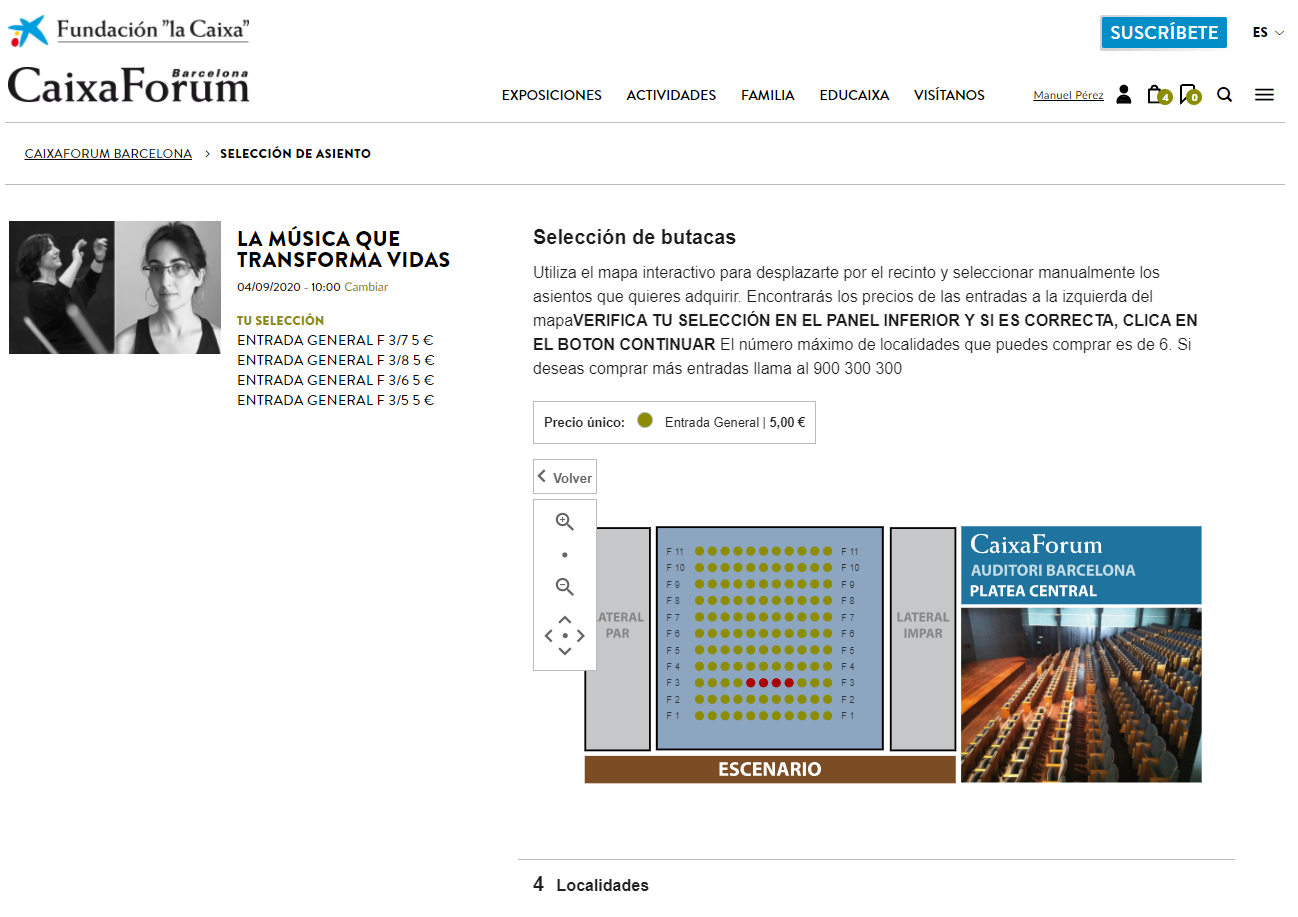 Fundación "la Caixa"
SUSCRÍBETE
ES
CaixaForum
Barcelona
EXPOSICIONES ACTIVIDADES FAMILIA EDUCAIXA VISÍTANOS
Manuel Pérez
4
0
CAIXAFORUM BARCELONA > SELECCIÓN DE ASIENTO
LA MÚSICA QUE
TRANSFORMA VIDAS
04/09/2020 - 10:00 Cambiar
TU SELECCIÓN
ENTRADA GENERAL F 3/7 5 €
ENTRADA GENERAL F 3/8 5 €
ENTRADA GENERAL F 3/6 5 €
ENTRADA GENERAL F 3/5 5 €
Selección de butacas
Utiliza el mapa interactivo para desplazarte por el recinto y seleccionar manualmente los
asientos que quieres adquirir. Encontrarás los precios de las entradas a la izquierda del
mapaVERIFICA TU SELECCIÓN EN EL PANEL INFERIOR Y SI ES CORRECTA, CLICA EN
EL BOTON CONTINUAR El número máximo de localidades que puedes comprar es de 6. Si
deseas comprar más entradas llama al 900 300 300
Precio único: Entrada General | 5,00 €
Volver
F 11 F 11
F 10 F 10
F 9 F 9
F 8 F 8
F 7 F 7
F 6 F 6
F 5 F 5
F 4 F 4
F 3 F 3
F 2 F 2
F 1 F 1
ATERAL
PAR
LATERAL
IMPAR
ESCENARIO
CaixaForum
AUDITORI BARCELONA
PLATEA CENTRAL
4 Localidades